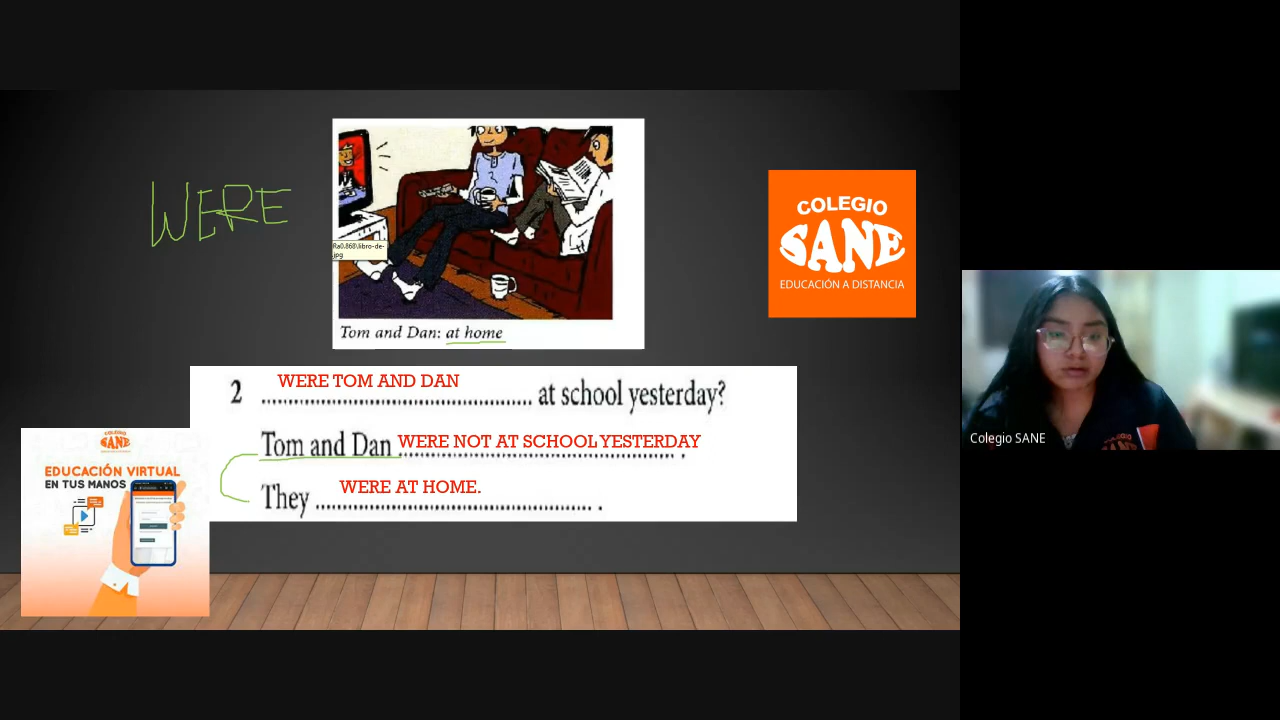 WERE
COLEGIO
SANE
EDUCACIÓN A DISTANCIA
Tom and Dan: at home
2 WERE TOM AND DAN at school yesterday?
Tom and Dan WERE NOT AT SCHOOL YESTERDAY.
They WERE AT HOME. .
SANE
EDUCACIÓN VIRTUAL
EN TUS MANOS
Colegio SANE